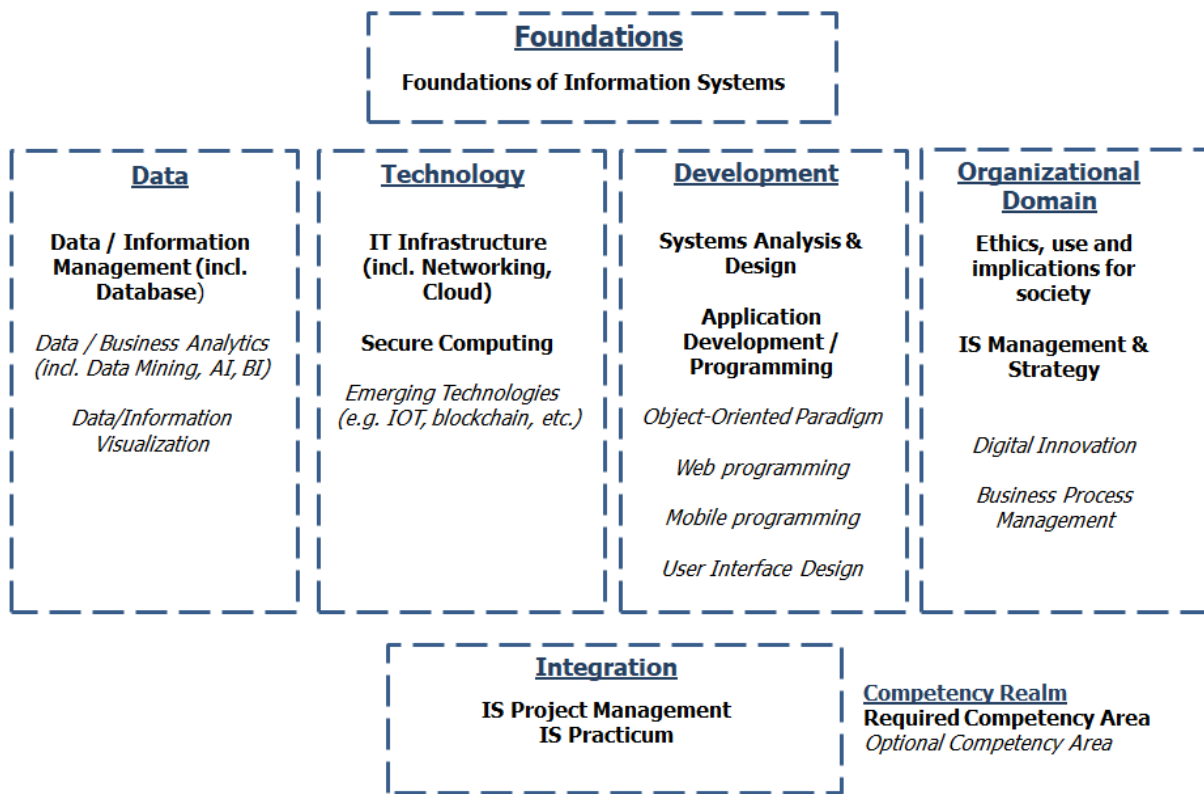 Foundations
Foundations of Information Systems
Data
Data / Information
Management (incl.
Database)
Data / Business Analytics
(incl. Data Mining, AI, BI)
Data/Information
Visualization
Technology
IT Infrastructure
(incl. Networking,
Cloud)
Secure Computing
Emerging Technologies
(e.g. IOT, blockchain, etc.)
Development
Systems Analysis &
Design
Application
Development /
Programming
Object-Oriented Paradigm
Web programming
Mobile programming
User Interface Design
Organizational
Domain
Ethics, use and
implications for
society
IS Management &
Strategy
Digital Innovation
Business Process
Management
Integration
IS Project Management
IS Practicum
Competency Realm
Required Competency Area
Optional Competency Area